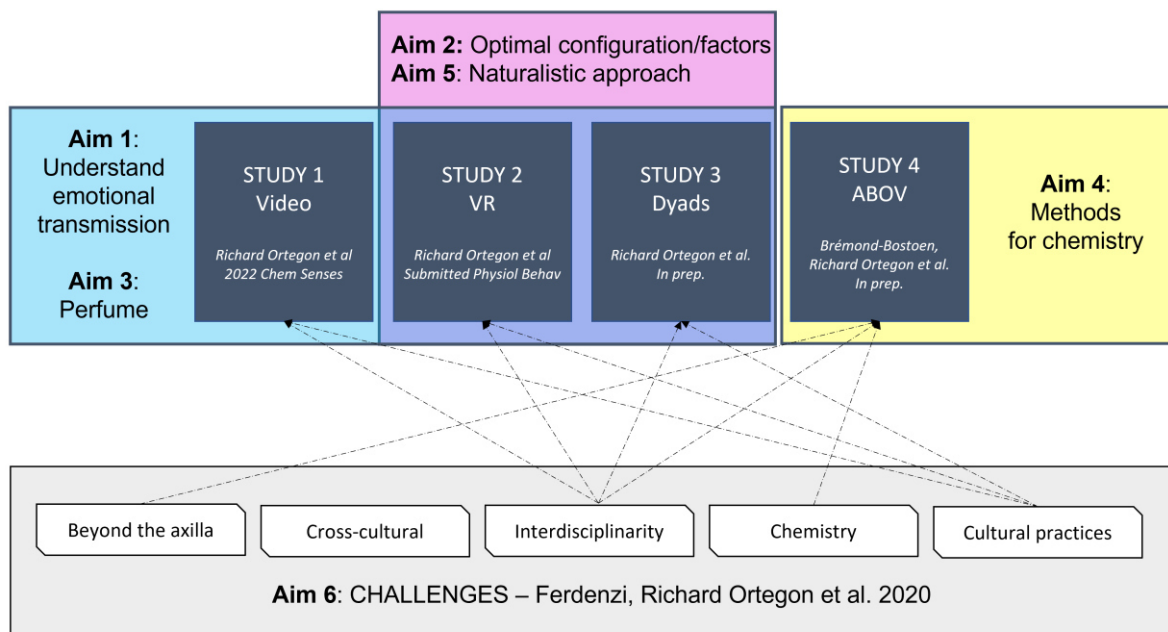 Aim 2: Optimal configuration/factors
Aim 5: Naturalistic approach
Aim 1:
Understand
emotional
transmission
Aim 3:
Perfume
STUDY 1
Video
Richard Ortegon et al
2022 Chem Senses
STUDY 2
VR
Richard Ortegon et al
Submitted Physiol Behav
STUDY 3
Dyads
Richard Ortegon et al.
In prep.
STUDY 4
ABOV
Brémond-Bostoen,
Richard Ortegon et al.
In prep.
Aim 4:
Methods
for chemistry
Beyond the axilla
Cross-cultural
Interdisciplinarity
Chemistry
Cultural practices
Aim 6: CHALLENGES – Ferdenzi, Richard Ortegon et al. 2020